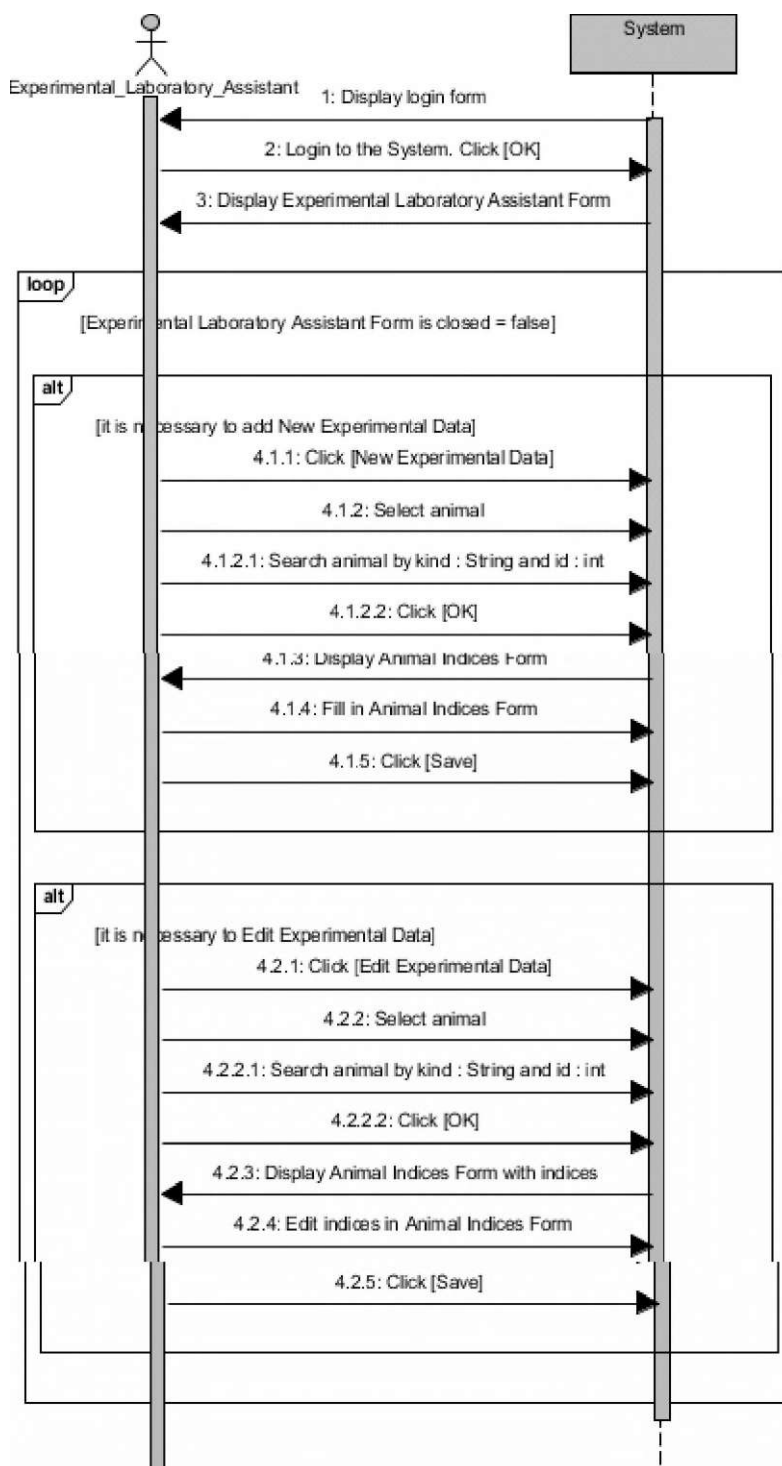 System
Experimental_Laboratory_Assistant
1: Display login form
2: Login to the System. Click [OK]
3: Display Experimental Laboratory Assistant Form
loop
[Experimental Laboratory Assistant Form is closed = false]
alt
[it is necessary to add New Experimental Data]
4.1.1: Click [New Experimental Data]
4.1.2: Select animal
4.1.2.1: Search animal by kind : String and id : int
4.1.2.2: Click [OK]
4.1.3: Display Animal Indices Form
4.1.4: Fill in Animal Indices Form
4.1.5: Click [Save]
alt
[it is necessary to Edit Experimental Data]
4.2.1: Click [Edit Experimental Data]
4.2.2: Select animal
4.2.2.1: Search animal by kind : String and id : int
4.2.2.2: Click [OK]
4.2.3: Display Animal Indices Form with indices
4.2.4: Edit indices in Animal Indices Form
4.2.5: Click [Save]